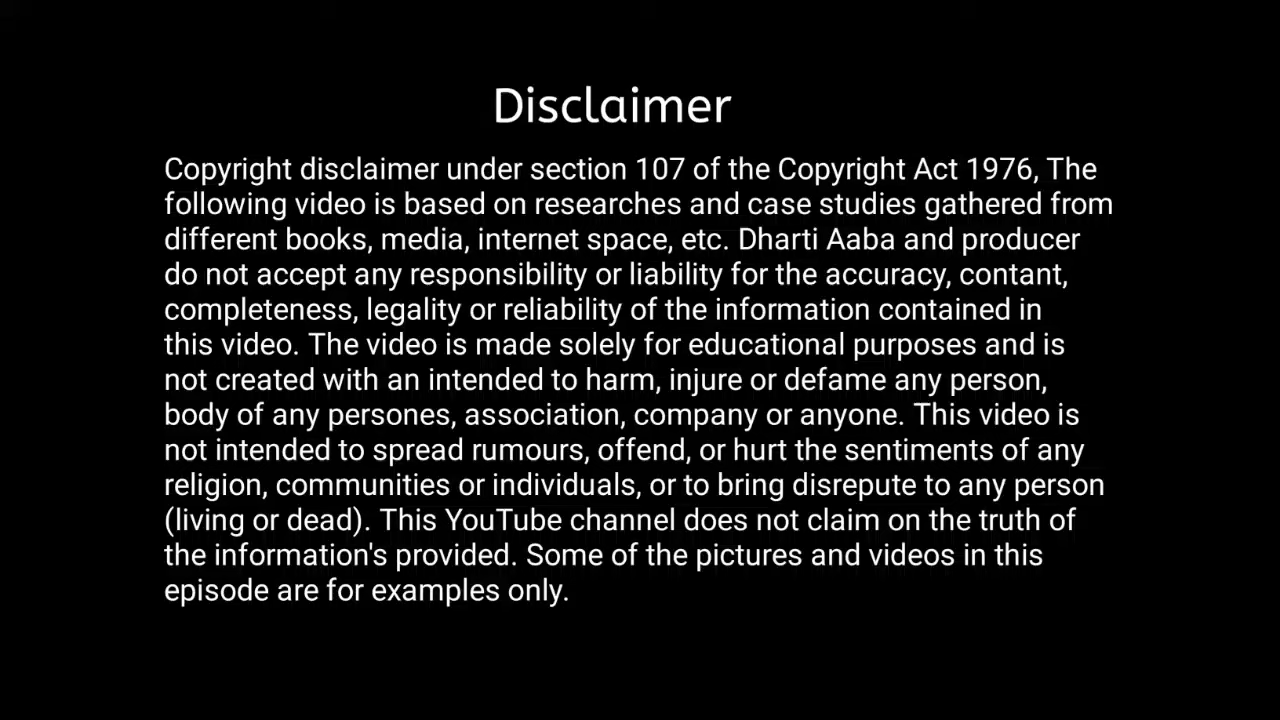 Disclaimer
Copyright disclaimer under section 107 of the Copyright Act 1976, The
following video is based on researches and case studies gathered from
different books, media, internet space, etc. Dharti Aaba and producer
do not accept any responsibility or liability for the accuracy, contant,
completeness, legality or reliability of the information contained in
this video. The video is made solely for educational purposes and is
not created with an intended to harm, injure or defame any person,
body of any persones, association, company or anyone. This video is
not intended to spread rumours, offend, or hurt the sentiments of any
religion, communities or individuals, or to bring disrepute to any person
(living or dead). This YouTube channel does not claim on the truth of
the information's provided. Some of the pictures and videos in this
episode are for examples only.